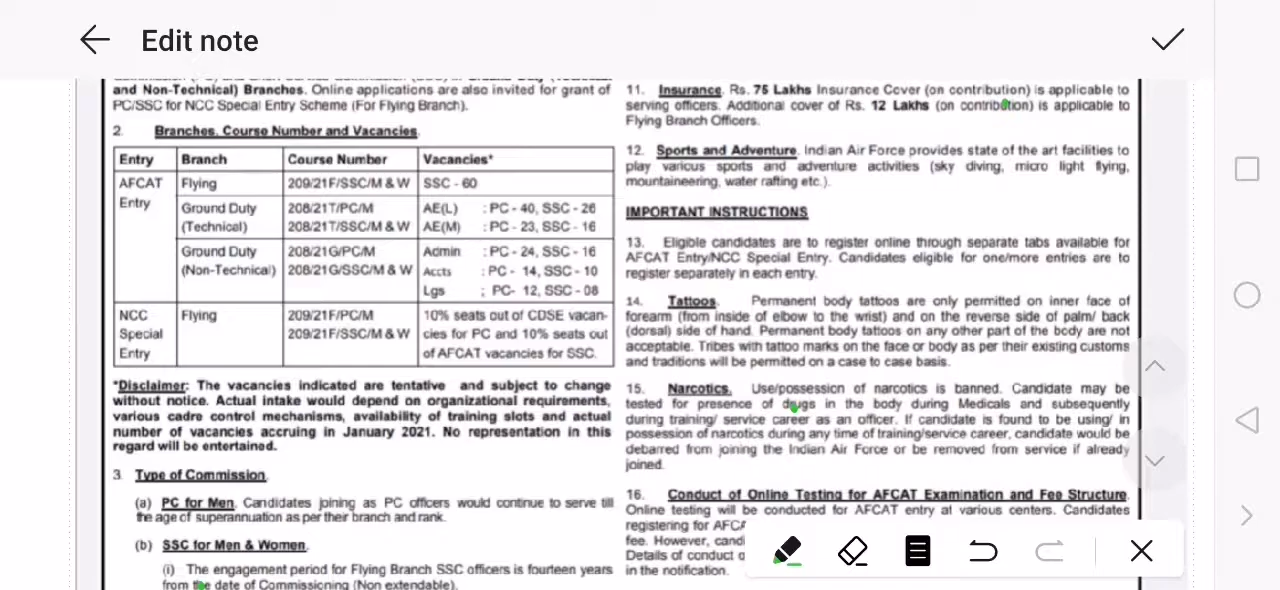 Edit note
and Non-Technical) Branches. Online applications are also invited for grant of
PC/SSC for NCC Special Entry Scheme (For Flying Branch).
2. Branches. Course Number and Vacancies.
Entry Branch Course Number Vacancies*
AFCAT Entry Flying 209/21F/SSC/M & W SSC - 60
Ground Duty 208/21T/PC/M AE(L) : PC - 40, SSC - 26
(Technical) 208/21T/SSC/M & W AE(M) : PC - 23, SSC - 16
Ground Duty 208/21G/PC/M Admin : PC - 24, SSC - 16
(Non-Technical) 208/21G/SSC/M & W Accts : PC - 14, SSC - 10
Lgs ; PC- 12, SSC - 08
NCC Flying 209/21F/PC/M 10% seats out of CDSE vacan-
Special 209/21F/SSC/M & W cies for PC and 10% seats out
Entry of AFCAT vacancies for SSC.
*Disclaimer: The vacancies indicated are tentative and subject to change
without notice. Actual intake would depend on organizational requirements,
various cadre control mechanisms, availability of training slots and actual
number of vacancies accruing in January 2021. No representation in this
regard will be entertained.
3. Type of Commission.
(a) PC for Men. Candidates joining as PC officers would continue to serve till
the age of superannuation as per their branch and rank.
(b) SSC for Men & Women.
(i) The engagement period for Flying Branch SSC officers is fourteen years
from the date of Commissioning (Non extendable).
11. Insurance. Rs. 75 Lakhs Insurance Cover (on contribution) is applicable to
serving officers. Additional cover of Rs. 12 Lakhs (on contribution) is applicable to
Flying Branch Officers.
12. Sports and Adventure. Indian Air Force provides state of the art facilities to
play various sports and adventure activities (sky diving, micro light flying,
mountaineering, water rafting etc.).
IMPORTANT INSTRUCTIONS
13. Eligible candidates are to register online through separate tabs available for
AFCAT Entry/NCC Special Entry. Candidates eligible for one/more entries are to
register separately in each entry.
14. Tattoos. Permanent body tattoos are only permitted on inner face of
forearm (from inside of elbow to the wrist) and on the reverse side of palm/ back
(dorsal) side of hand. Permanent body tattoos on any other part of the body are not
acceptable. Tribes with tattoo marks on the face or body as per their existing customs
and traditions will be permitted on a case to case basis.
15. Narcotics. Use/possession of narcotics is banned. Candidate may be
tested for presence of drugs in the body during Medicals and subsequently
during training/ service career as an officer. If candidate is found to be using/ in
possession of narcotics during any time of training/service career, candidate would be
debarred from joining the Indian Air Force or be removed from service if already
joined.
16. Conduct of Online Testing for AFCAT Examination and Fee Structure.
Online testing will be conducted for AFCAT entry at various centers. Candidates
registering for
fee. However,
Details of conduct
in the notification.